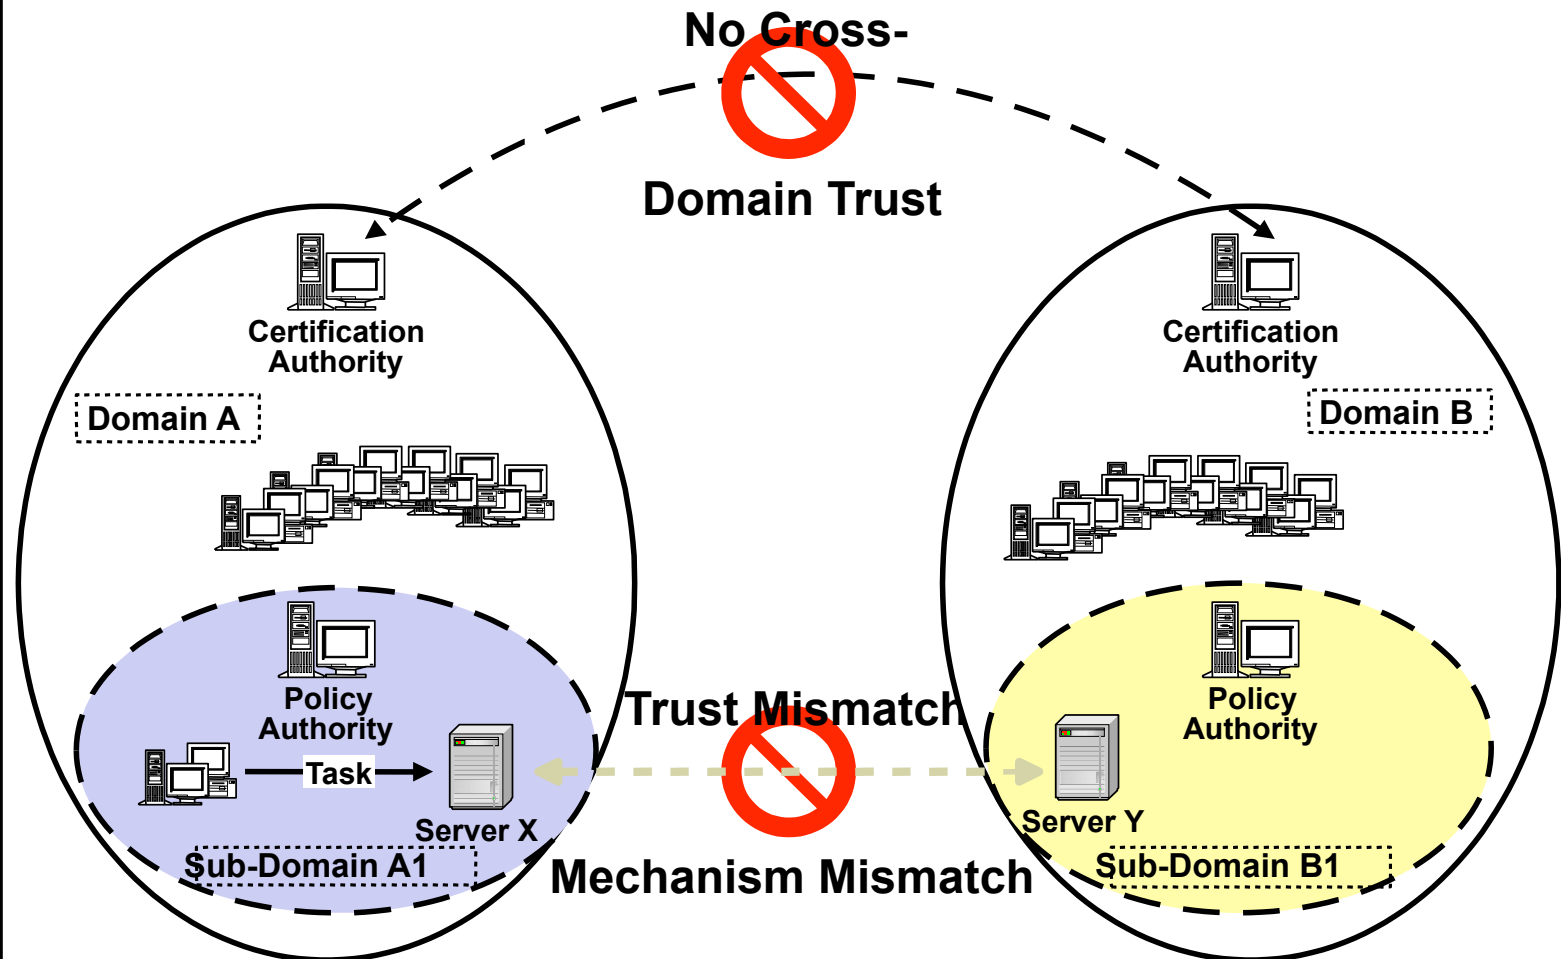 No Cross-
Domain Trust
Certification
Authority
Domain A
Policy
Authority
Task
Server X
Sub-Domain A1
Trust Mismatch
Mechanism Mismatch
Certification
Authority
Domain B
Policy
Authority
Server Y
Sub-Domain B1